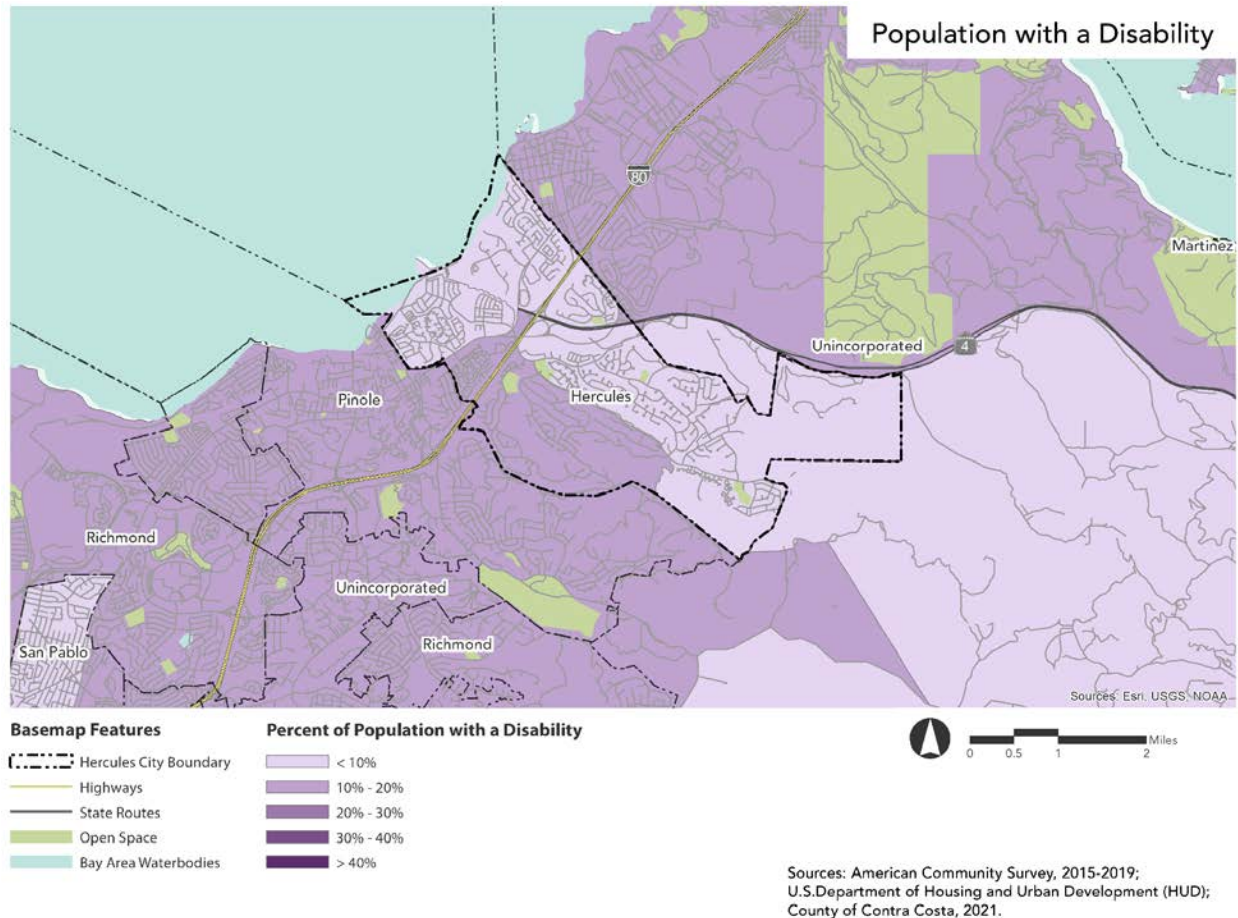 Population with a Disability
80
Martinez
Unincorporated
4
Hercules
Pinole
Richmond
Unincorporated
Richmond
San Pablo
Sources: Esri, USGS, NOAA
Basemap Features
Hercules City Boundary
Highways
State Routes
Open Space
Bay Area Waterbodies
Percent of Population with a Disability
< 10%
10% - 20%
20% - 30%
30% - 40%
> 40%
Miles
0 0.5 1 2
Sources: American Community Survey, 2015-2019;
U.S.Department of Housing and Urban Development (HUD);
County of Contra Costa, 2021.